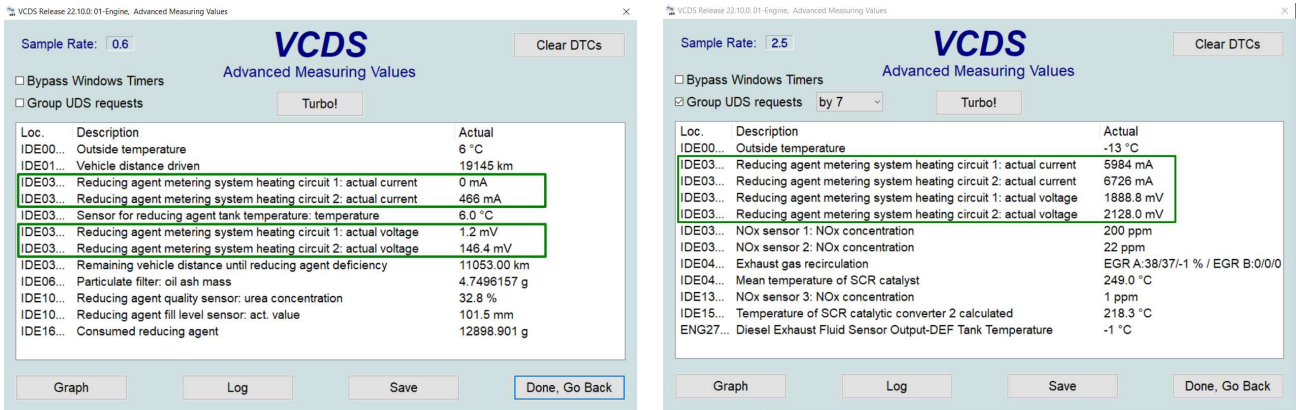 VCDS Release 22.10.0: 01-Engine, Advanced Measuring Values
Sample Rate: 0.6
VCDS
Clear DTCs
Advanced Measuring Values
Bypass Windows Timers
Group UDS requests
Turbo!
Loc. Description Actual
IDE00... Outside temperature 6 °C
IDE01... Vehicle distance driven 19145 km
IDE03... Reducing agent metering system heating circuit 1: actual current 0 mA
IDE03... Reducing agent metering system heating circuit 2: actual current 466 mA
IDE03... Sensor for reducing agent tank temperature: temperature 6.0 °C
IDE03... Reducing agent metering system heating circuit 1: actual voltage 1.2 mV
IDE03... Reducing agent metering system heating circuit 2: actual voltage 146.4 mV
IDE03... Remaining vehicle distance until reducing agent deficiency 11053.00 km
IDE06... Particulate filter: oil ash mass 4.7496157 g
IDE10... Reducing agent quality sensor: urea concentration 32.8 %
IDE10... Reducing agent fill level sensor: act. value 101.5 mm
IDE16... Consumed reducing agent 12898.901 g
Graph Log Save Done, Go Back
VCDS Release 22.10.0: 01-Engine, Advanced Measuring Values
Sample Rate: 2.5
VCDS
Clear DTCs
Advanced Measuring Values
Bypass Windows Timers
Group UDS requests by 7
Turbo!
Loc. Description Actual
IDE00... Outside temperature -13 °C
IDE03... Reducing agent metering system heating circuit 1: actual current 5984 mA
IDE03... Reducing agent metering system heating circuit 2: actual current 6726 mA
IDE03... Reducing agent metering system heating circuit 1: actual voltage 1888.8 mV
IDE03... Reducing agent metering system heating circuit 2: actual voltage 2128.0 mV
IDE03... NOx sensor 1: NOx concentration 200 ppm
IDE03... NOx sensor 2: NOx concentration 22 ppm
IDE04... Exhaust gas recirculation EGR A:38/37/-1 % / EGR B:0/0/0
IDE04... Mean temperature of SCR catalyst 249.0 °C
IDE13... NOx sensor 3: NOx concentration 1 ppm
IDE15... Temperature of SCR catalytic converter 2 calculated 218.3 °C
ENG27... Diesel Exhaust Fluid Sensor Output-DEF Tank Temperature -1 °C
Graph Log Save Done, Go Back